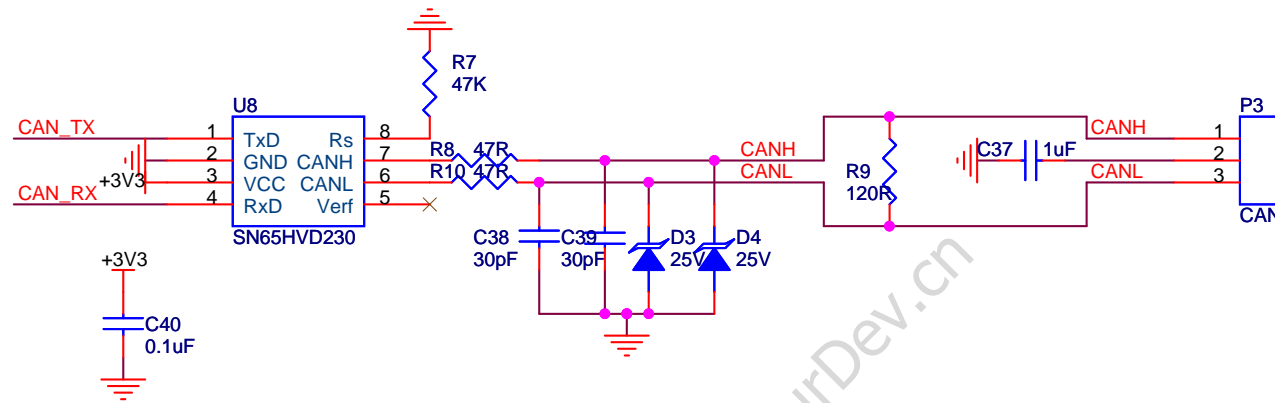 R7
47K
U8
CAN_TX
1
TxD
Rs
8
2
GND
CANH
7
R8
47R
+3V3
3
VCC
CANL
6
R10
47R
CAN_RX
4
RxD
Verf
5
SN65HVD230
CANH
CANL
C38
30pF
C39
30pF
D3
25V
D4
25V
R9
120R
C37
1uF
CANH
CANL
P3
1
2
3
CAN
+3V3
C40
0.1uF
urDev.cn